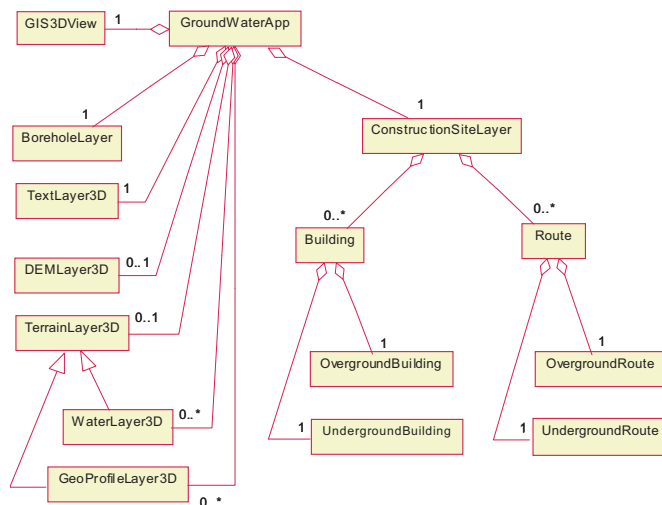 GIS3DView
1
GroundWaterApp
1
BoreholeLayer
1
ConstructionSiteLayer
TextLayer3D
1
0..*
0..*
Building
Route
DEMLayer3D
0..1
TerrainLayer3D
0..1
1
OvergroundBuilding
1
OvergroundRoute
WaterLayer3D
0..*
1
UndergroundBuilding
1
UndergroundRoute
GeoProfileLayer3D
0..*